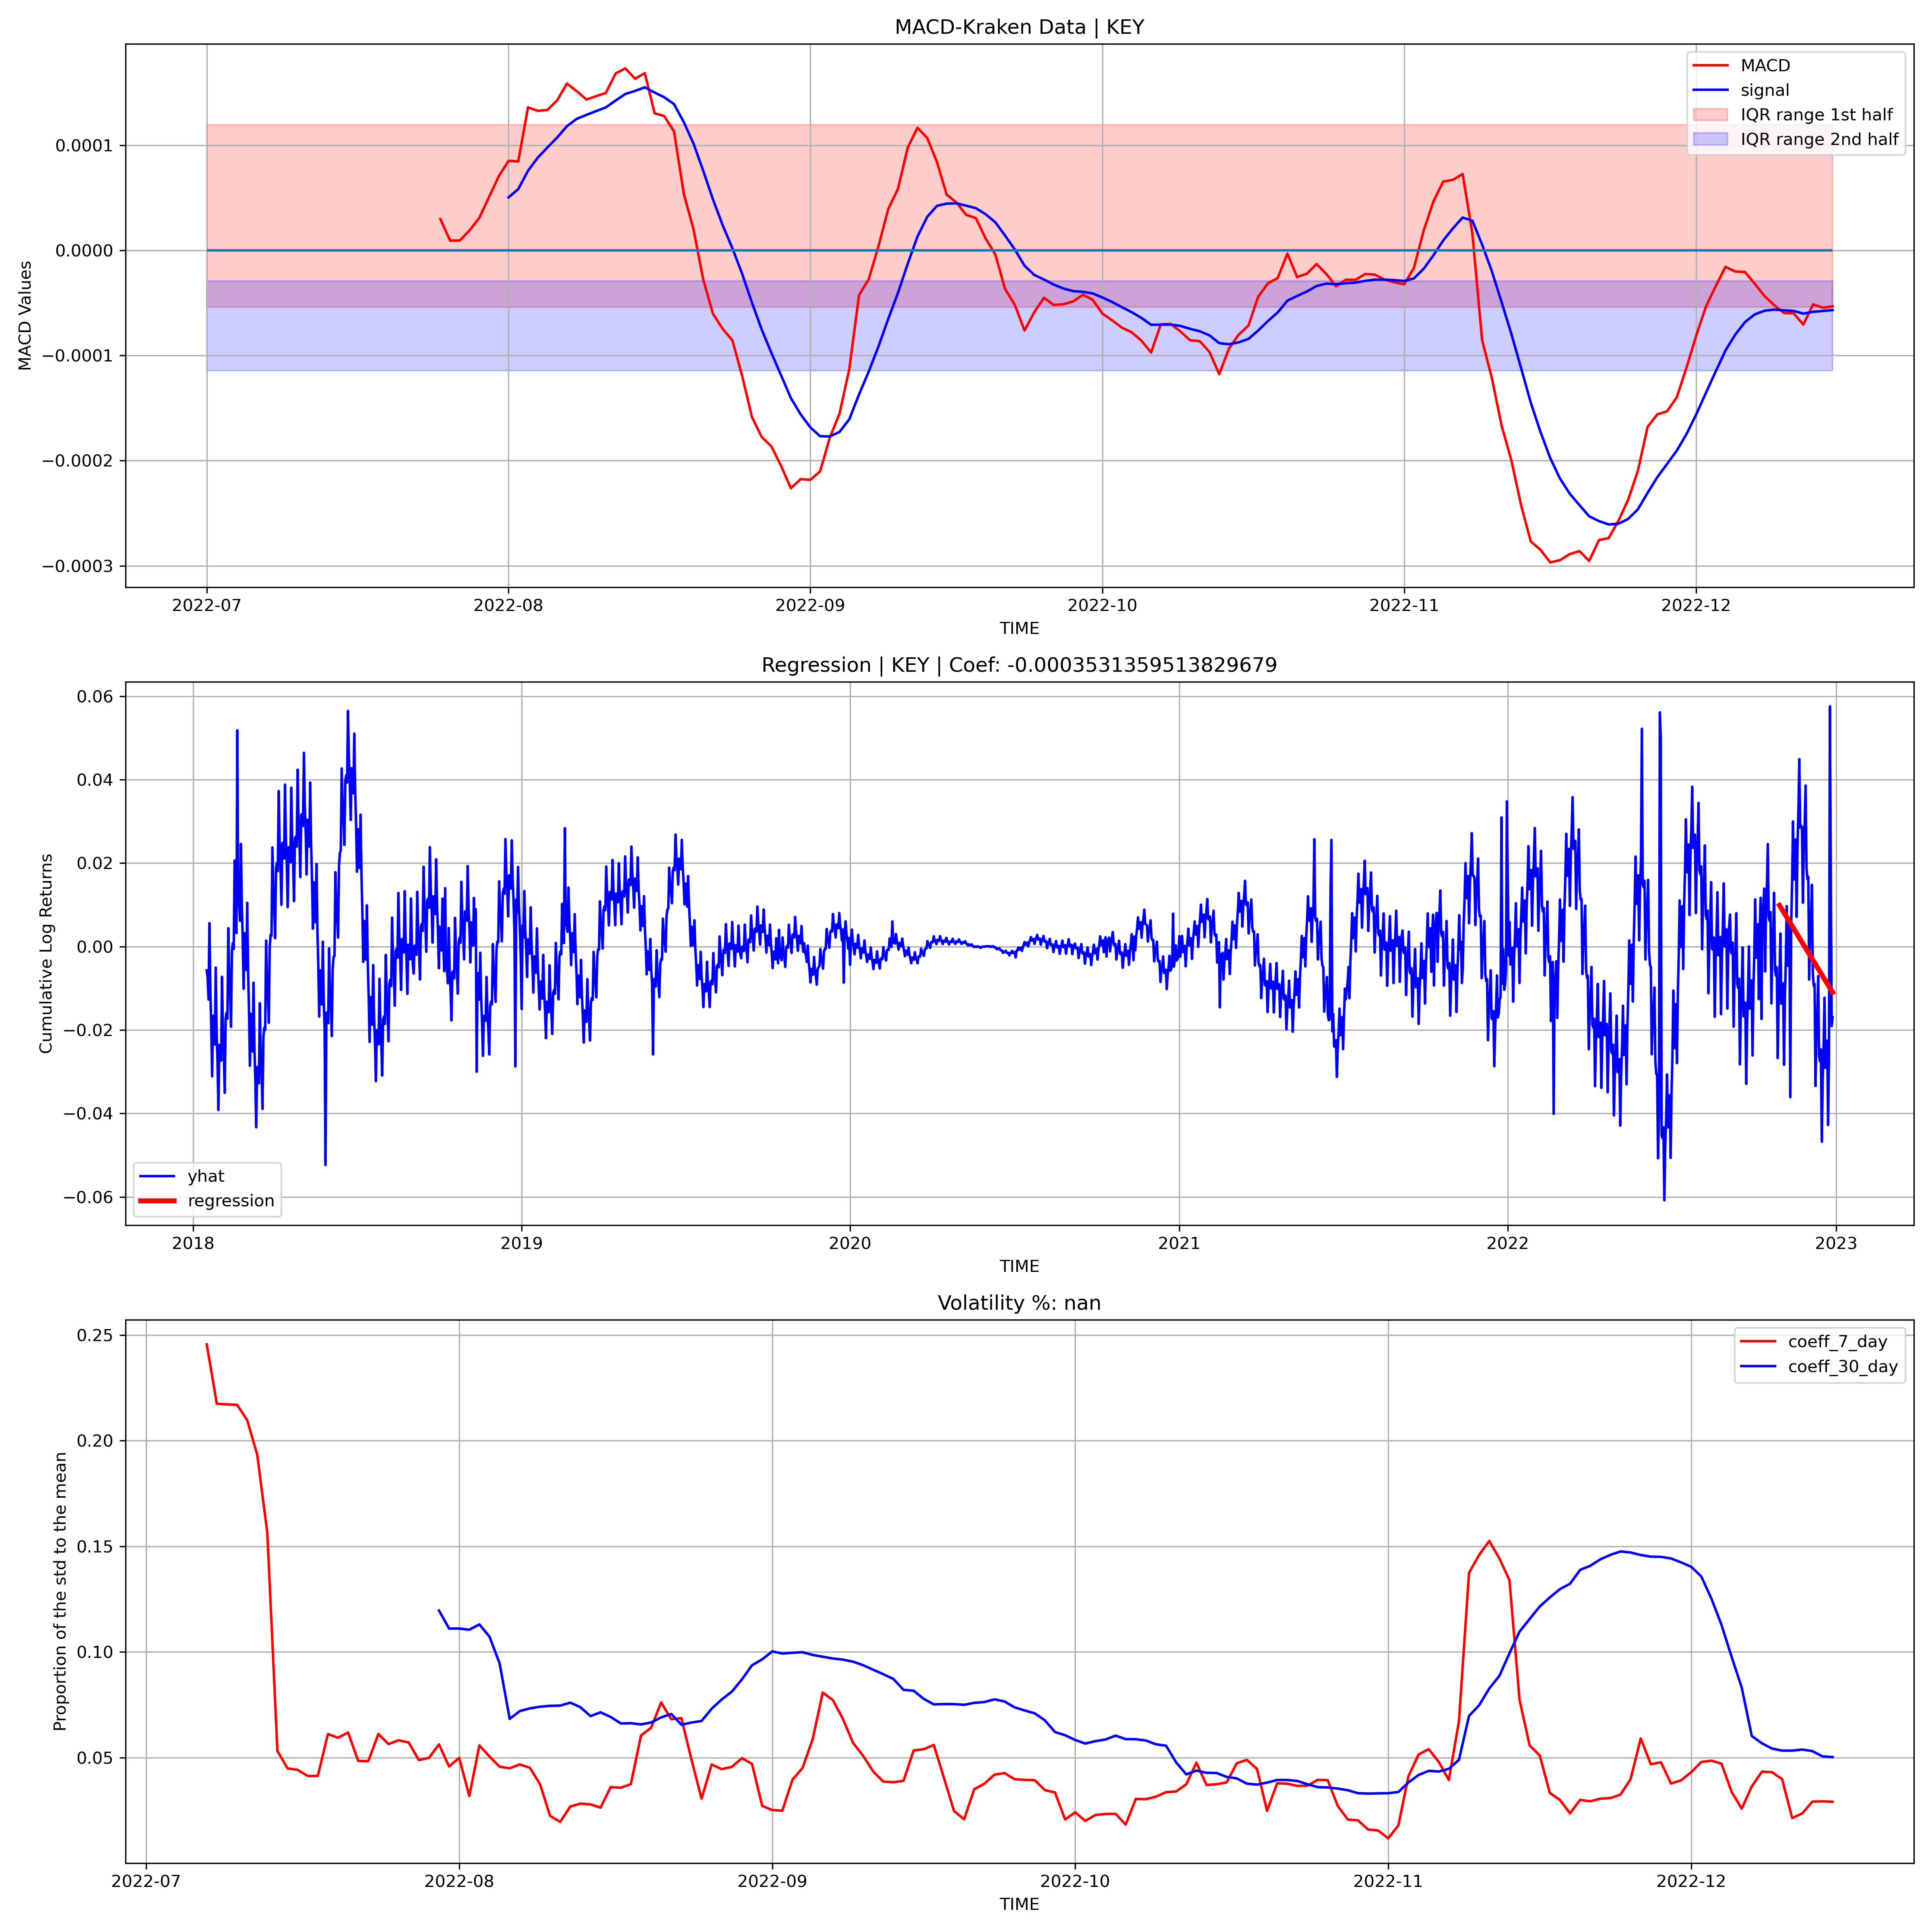 MACD-Kraken Data | KEY
MACD
signal
IQR range 1st half
IQR range 2nd half
MACD Values
0.0001
0.0000
−0.0001
−0.0002
−0.0003
2022-07 2022-08 2022-09 2022-10 2022-11 2022-12
TIME
Regression | KEY | Coef: -0.0003531359513829679
Cumulative Log Returns
0.06
0.04
0.02
0.00
−0.02
−0.04
−0.06
yhat
regression
2018 2019 2020 2021 2022 2023
TIME
Volatility %: nan
coeff_7_day
coeff_30_day
Proportion of the std to the mean
0.25
0.20
0.15
0.10
0.05
2022-07 2022-08 2022-09 2022-10 2022-11 2022-12
TIME